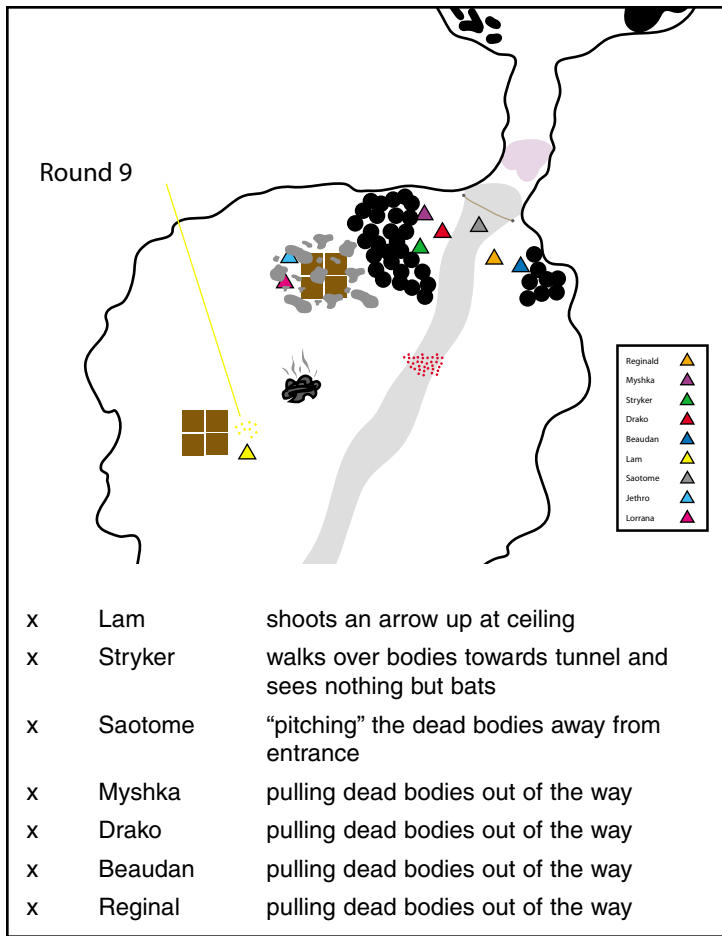 Round 9
Reginald
Myshka
Stryker
Drako
Beaudan
Lam
Saotome
Jethro
Lorrana
x Lam shoots an arrow up at ceiling
x Stryker walks over bodies towards tunnel and
sees nothing but bats
x Saotome “pitching” the dead bodies away from
entrance
x Myshka pulling dead bodies out of the way
x Drako pulling dead bodies out of the way
x Beaudan pulling dead bodies out of the way
x Reginal pulling dead bodies out of the way